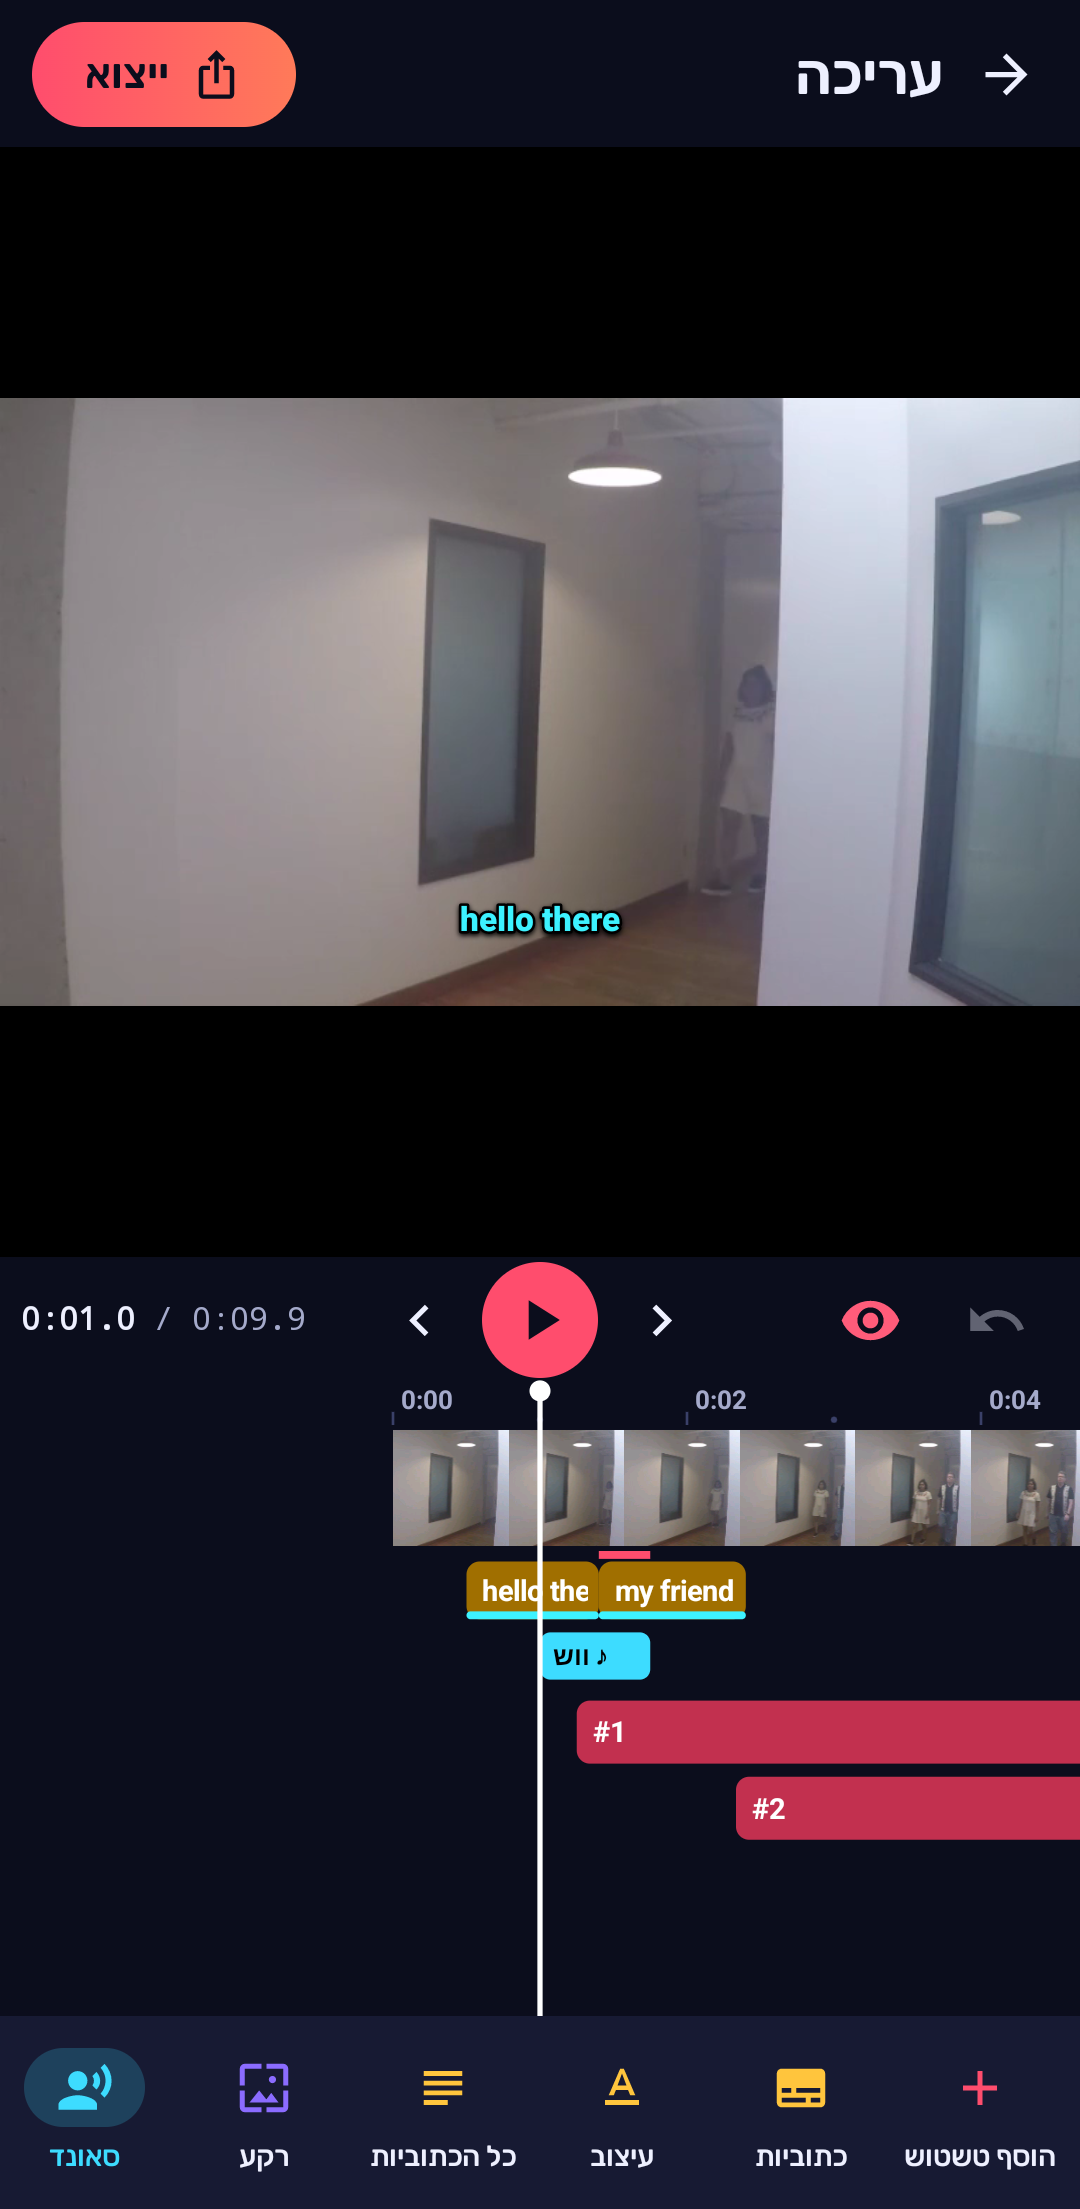 עריכה
ייצוא
hello there
0:01.0 / 0:09.9
0:00 0:02 0:04
hello the my friend
ווש ♪
#1
#2
הוסף טשטוש כתוביות עיצוב כל הכתוביות רקע סאונד